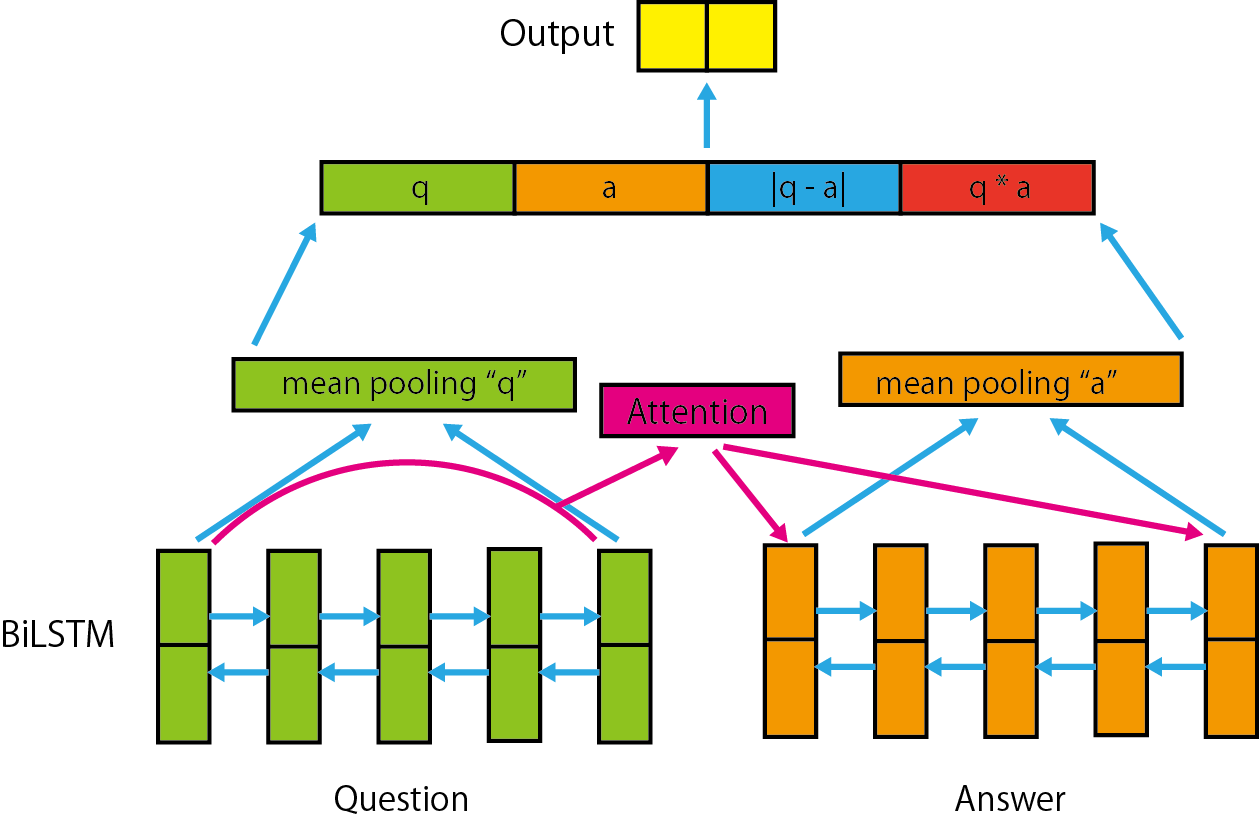 Output
q a |q - a| q * a
mean pooling “q”
mean pooling “a”
Attention
BiLSTM
Question
Answer